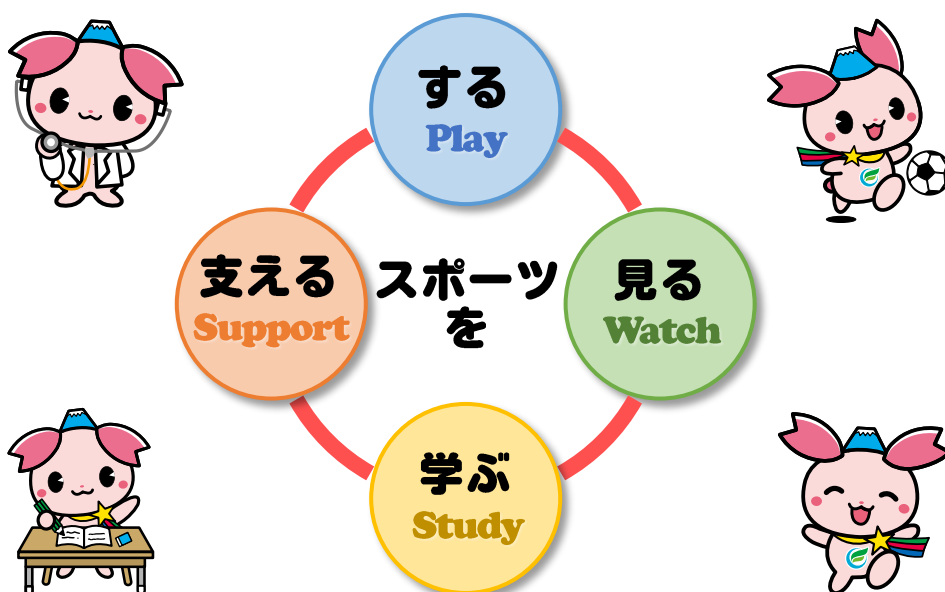 する
Play
支える
Support
スポーツ
を
見る
Watch
学ぶ
Study